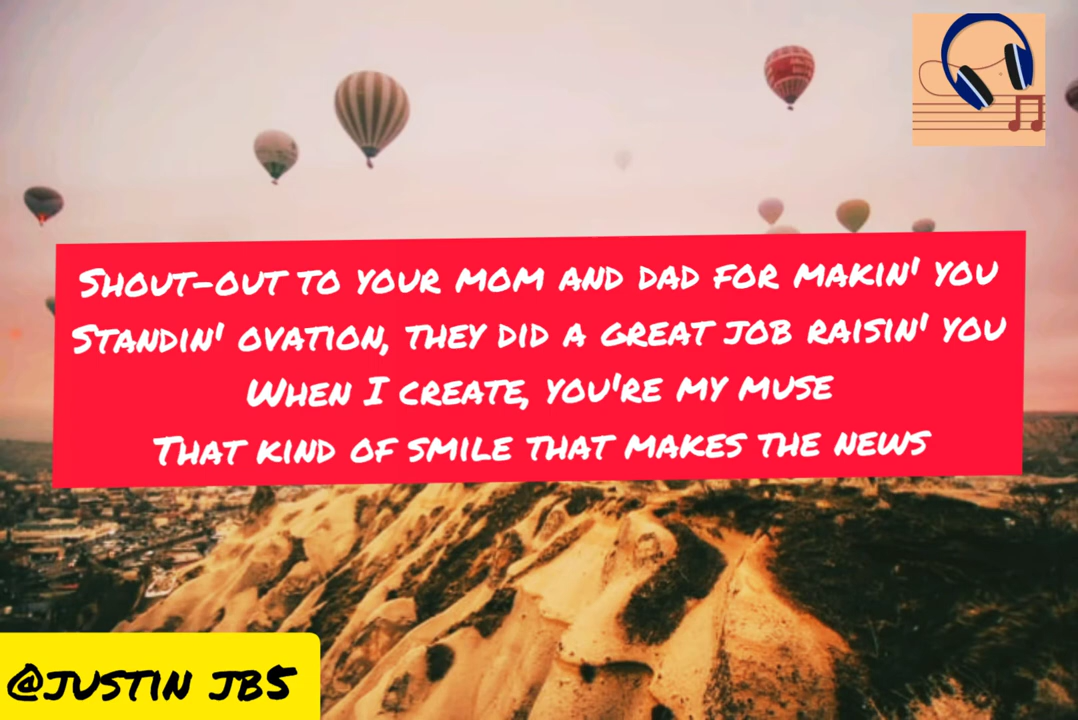 Shout-out to your mom and dad for makin' you
Standin' ovation, they did a great job raisin' you
When I create, you're my muse
That kind of smile that makes the news
@justin jb5